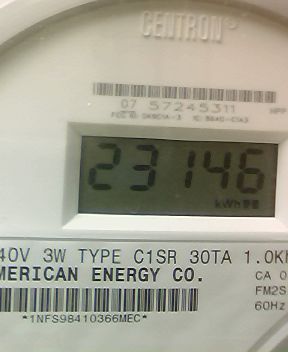 CENTRON®
07 57245311
23146
kWh
40V 3W TYPE C1SR 30TA 1.0K
MERICAN ENERGY CO.
CA 0
FM2S
60Hz
*1NFS98410366MEC*